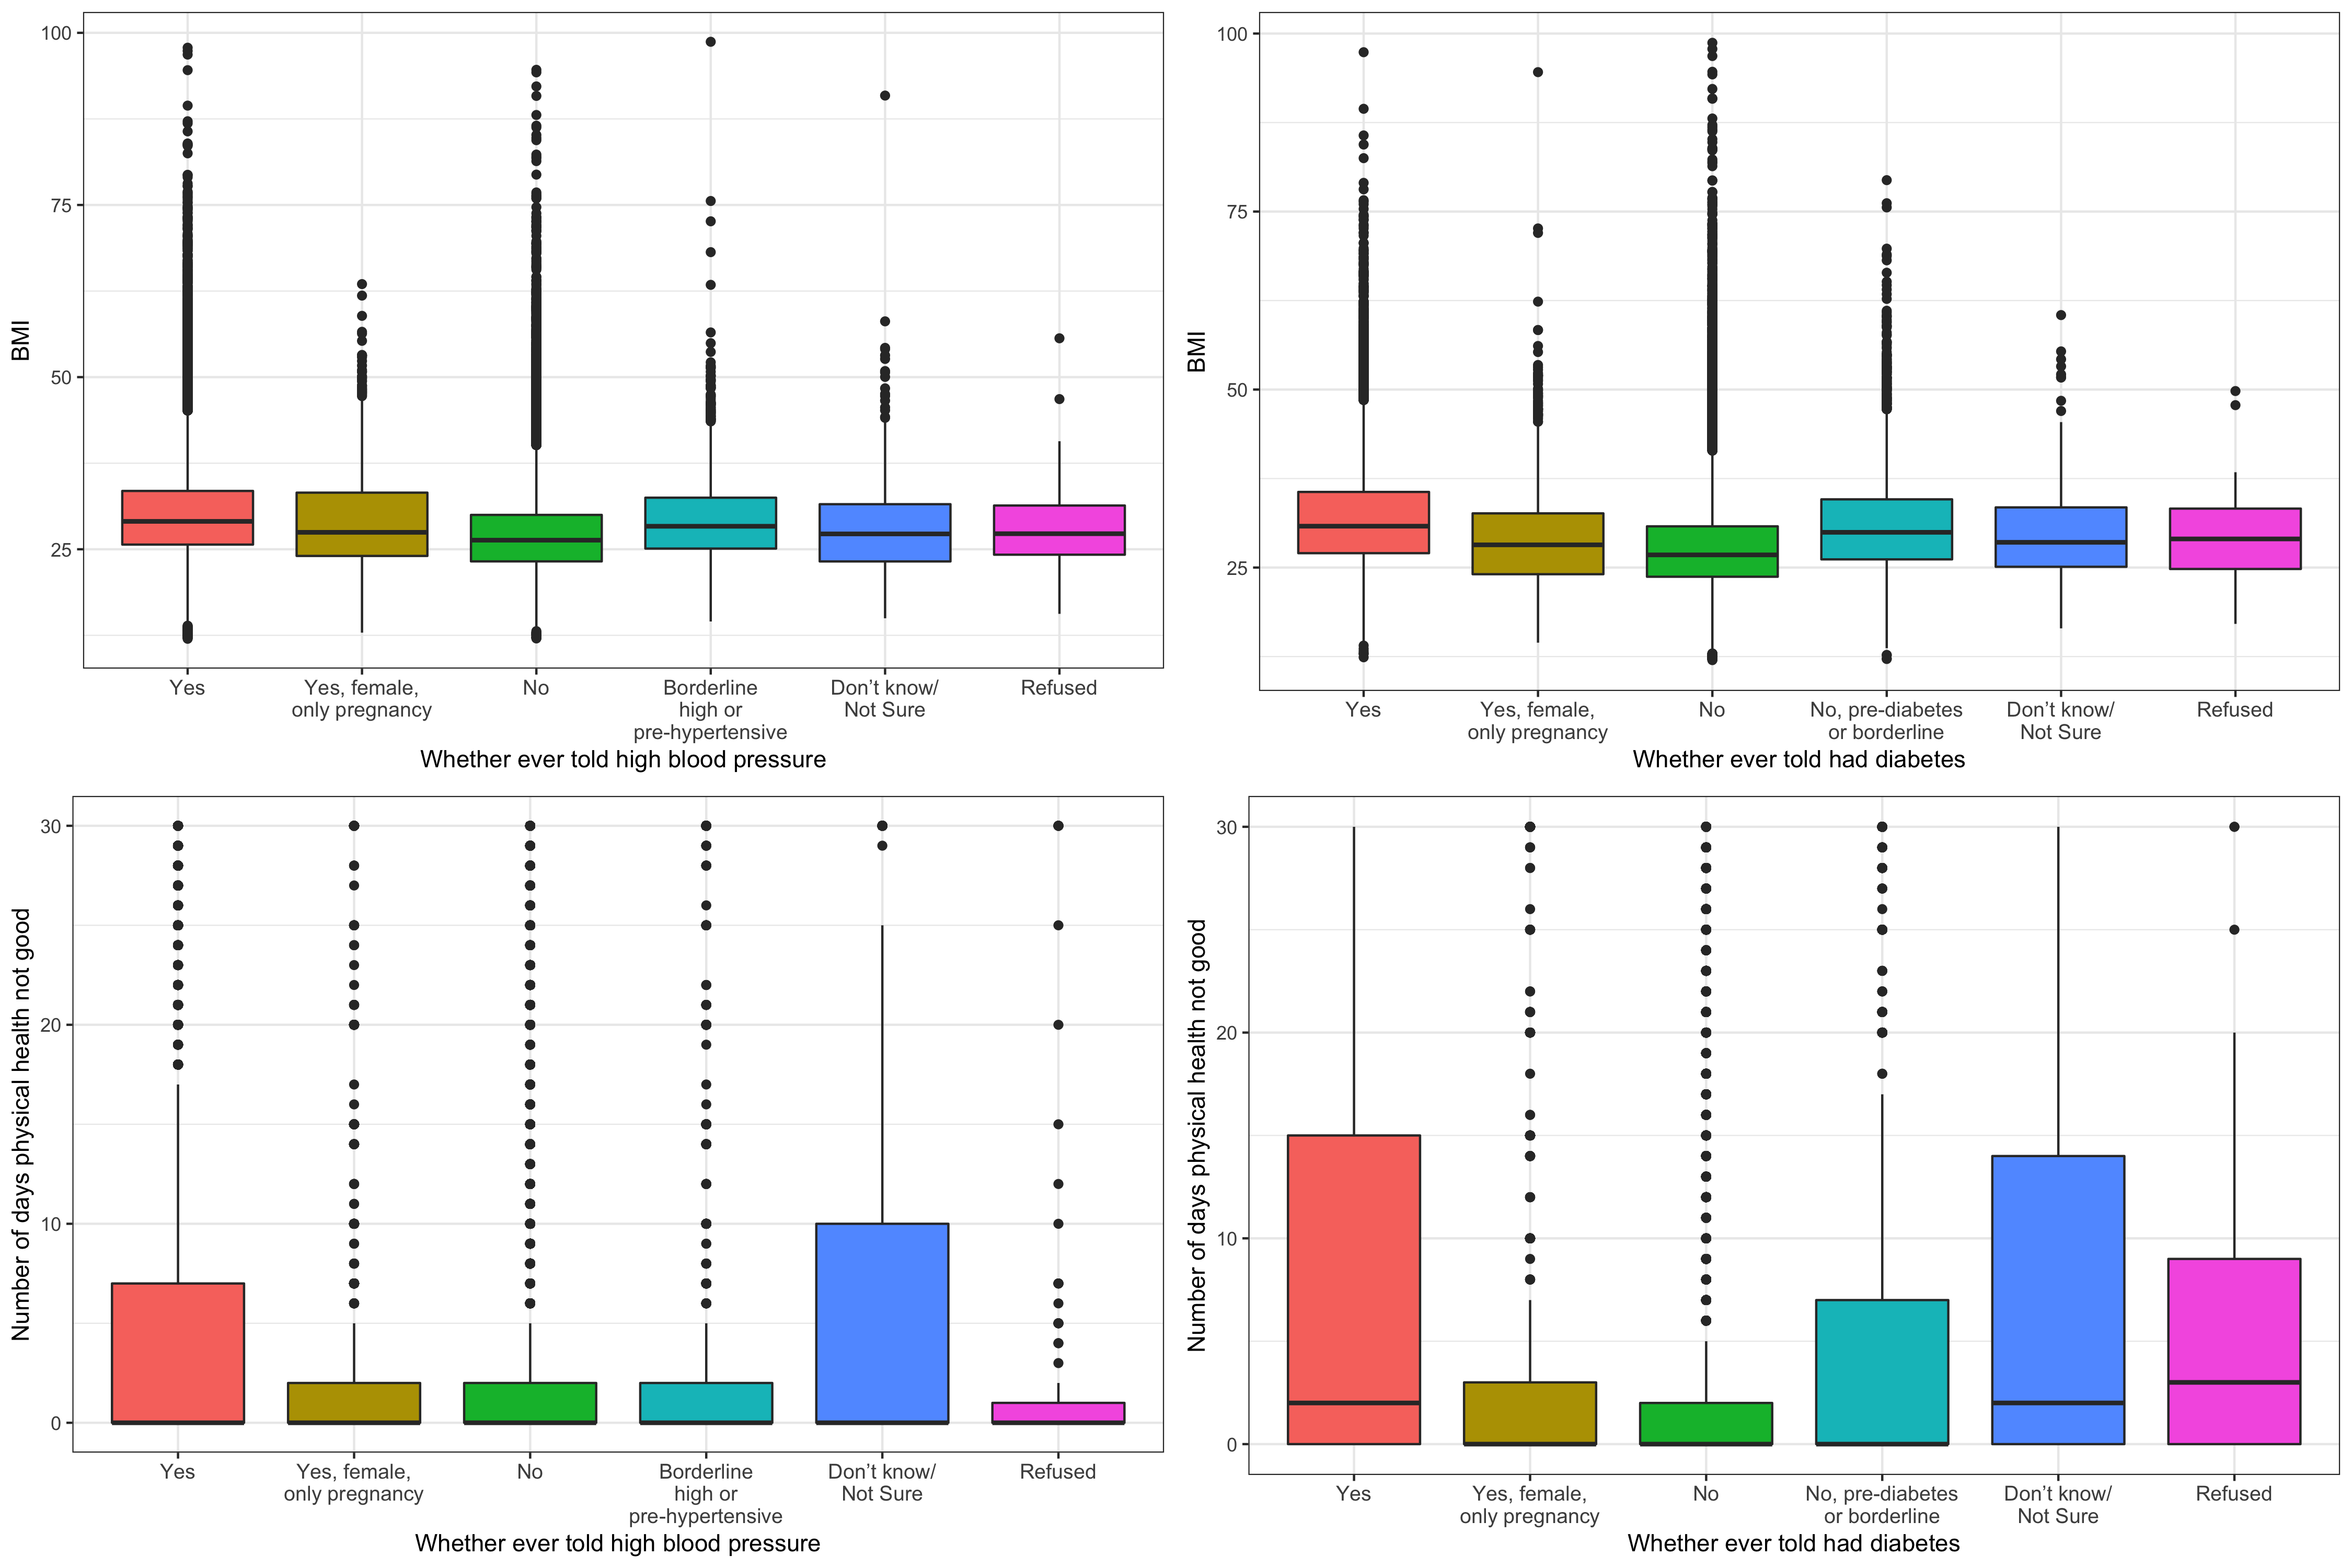 100
75
50
25
BMI
Yes
Yes, female,
only pregnancy
No
Borderline
high or
pre-hypertensive
Don’t know/
Not Sure
Refused
Whether ever told high blood pressure
100
75
50
25
BMI
Yes
Yes, female,
only pregnancy
No
No, pre-diabetes
or borderline
Don’t know/
Not Sure
Refused
Whether ever told had diabetes
30
20
10
0
Number of days physical health not good
Yes
Yes, female,
only pregnancy
No
Borderline
high or
pre-hypertensive
Don’t know/
Not Sure
Refused
Whether ever told high blood pressure
30
20
10
0
Number of days physical health not good
Yes
Yes, female,
only pregnancy
No
No, pre-diabetes
or borderline
Don’t know/
Not Sure
Refused
Whether ever told had diabetes